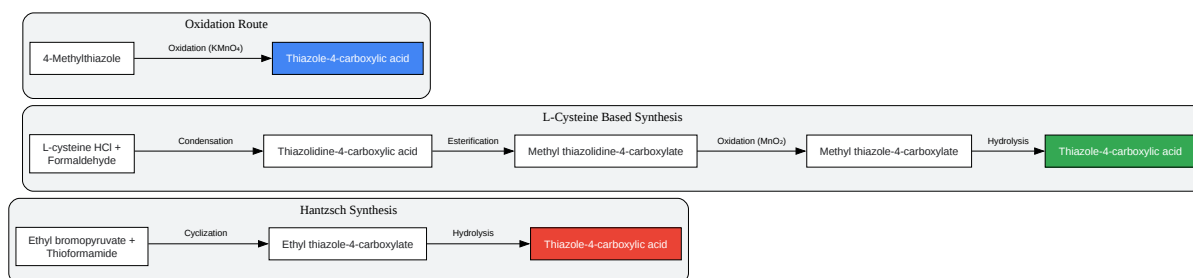 Oxidation Route
4-Methylthiazole
Oxidation (KMnO₄)
Thiazole-4-carboxylic acid
L-Cysteine Based Synthesis
L-cysteine HCl +
Formaldehyde
Condensation
Thiazolidine-4-carboxylic acid
Esterification
Methyl thiazolidine-4-carboxylate
Oxidation (MnO₂)
Methyl thiazole-4-carboxylate
Hydrolysis
Thiazole-4-carboxylic acid
Hantzsch Synthesis
Ethyl bromopyruvate +
Thioformamide
Cyclization
Ethyl thiazole-4-carboxylate
Hydrolysis
Thiazole-4-carboxylic acid